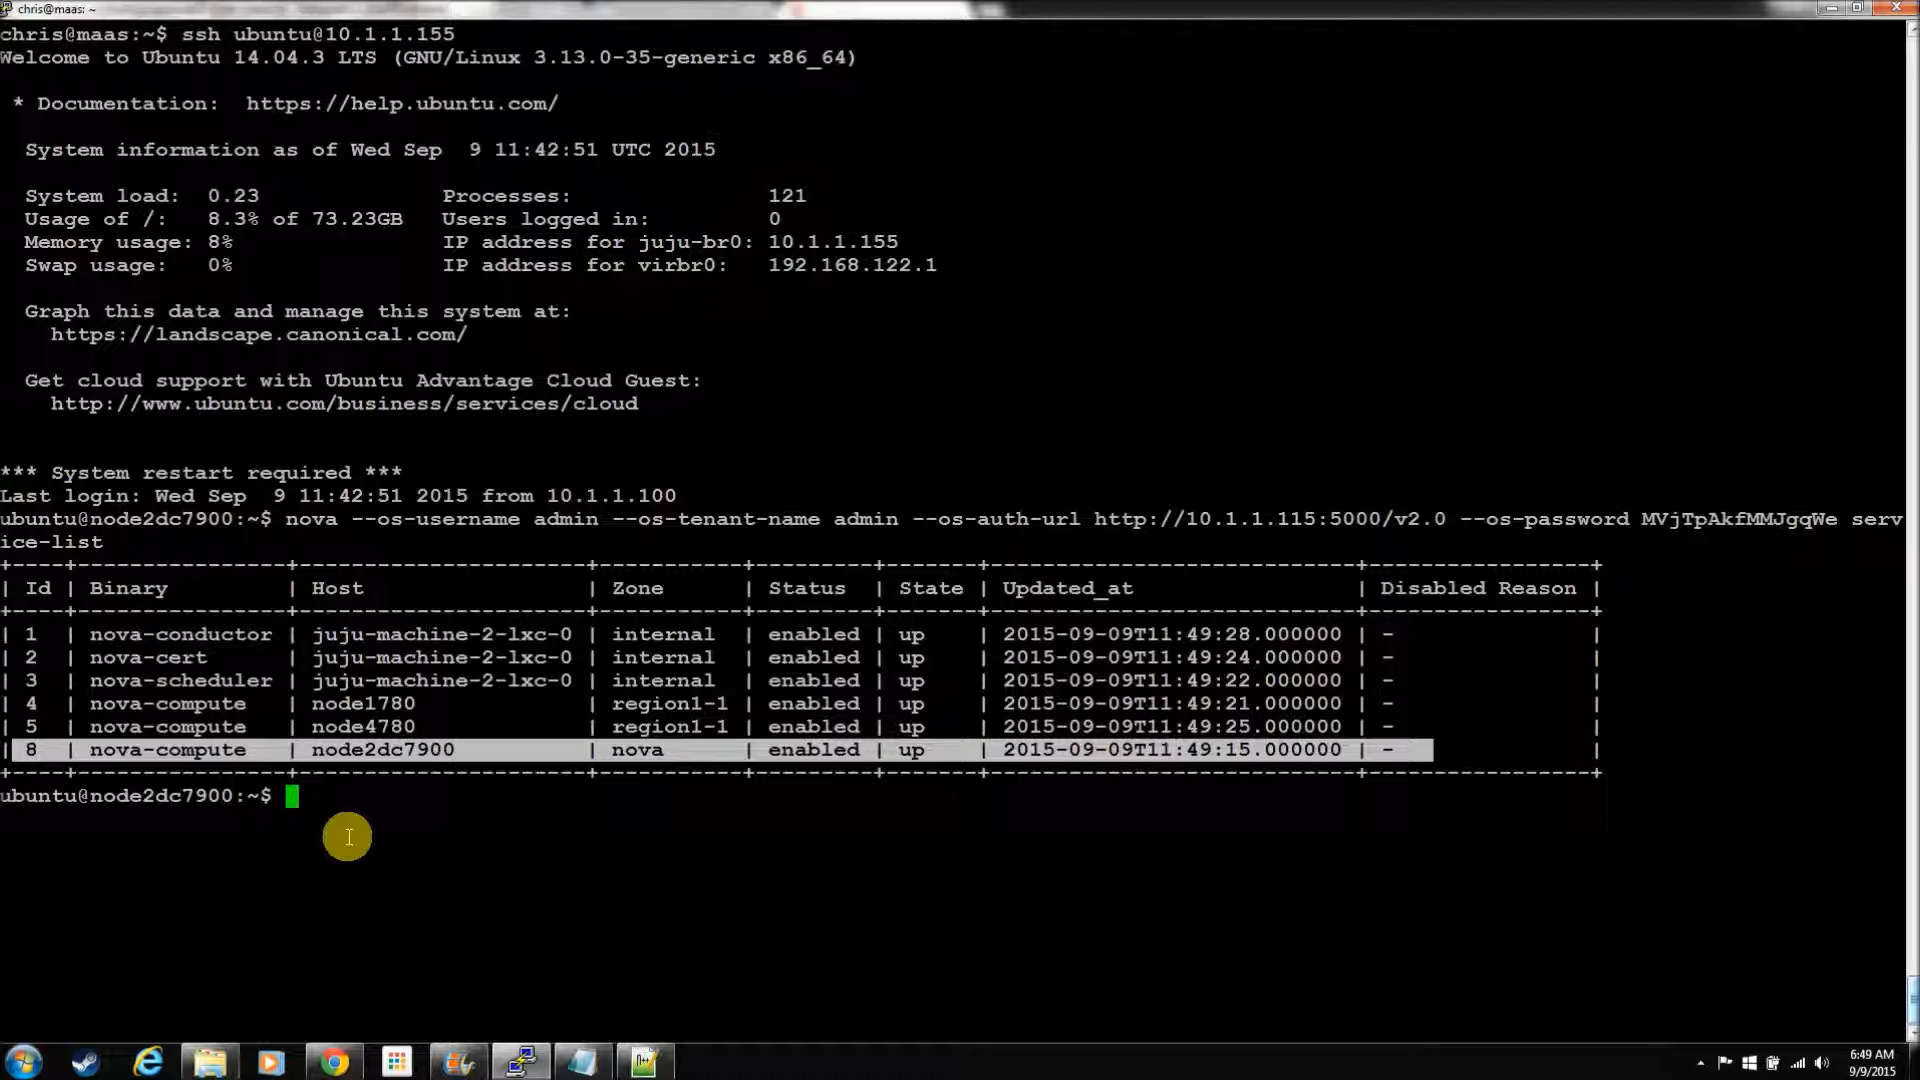 chris@maas: ~
chris@maas:~$ ssh ubuntu@10.1.1.155
Welcome to Ubuntu 14.04.3 LTS (GNU/Linux 3.13.0-35-generic x86_64)
* Documentation:  https://help.ubuntu.com/
System information as of Wed Sep  9 11:42:51 UTC 2015
System load:  0.23              Processes:               121
Usage of /:   8.3% of 73.23GB   Users logged in:         0
Memory usage: 8%                IP address for juju-br0: 10.1.1.155
Swap usage:   0%                IP address for virbr0:   192.168.122.1
Graph this data and manage this system at:
https://landscape.canonical.com/
Get cloud support with Ubuntu Advantage Cloud Guest:
http://www.ubuntu.com/business/services/cloud
*** System restart required ***
Last login: Wed Sep  9 11:42:51 2015 from 10.1.1.100
ubuntu@node2dc7900:~$ nova --os-username admin --os-tenant-name admin --os-auth-url http://10.1.1.115:5000/v2.0 --os-password MVjTpAkfMMJgqWe serv
ice-list
| Id | Binary         | Host               | Zone      | Status  | State | Updated_at                 | Disabled Reason |
| 1  | nova-conductor | juju-machine-2-lxc-0 | internal  | enabled | up    | 2015-09-09T11:49:28.000000 | -               |
| 2  | nova-cert      | juju-machine-2-lxc-0 | internal  | enabled | up    | 2015-09-09T11:49:24.000000 | -               |
| 3  | nova-scheduler | juju-machine-2-lxc-0 | internal  | enabled | up    | 2015-09-09T11:49:22.000000 | -               |
| 4  | nova-compute   | node1780           | region1-1 | enabled | up    | 2015-09-09T11:49:21.000000 | -               |
| 5  | nova-compute   | node4780           | region1-1 | enabled | up    | 2015-09-09T11:49:25.000000 | -               |
| 8  | nova-compute   | node2dc7900        | nova      | enabled | up    | 2015-09-09T11:49:15.000000 | -               |
ubuntu@node2dc7900:~$
6:49 AM
9/9/2015